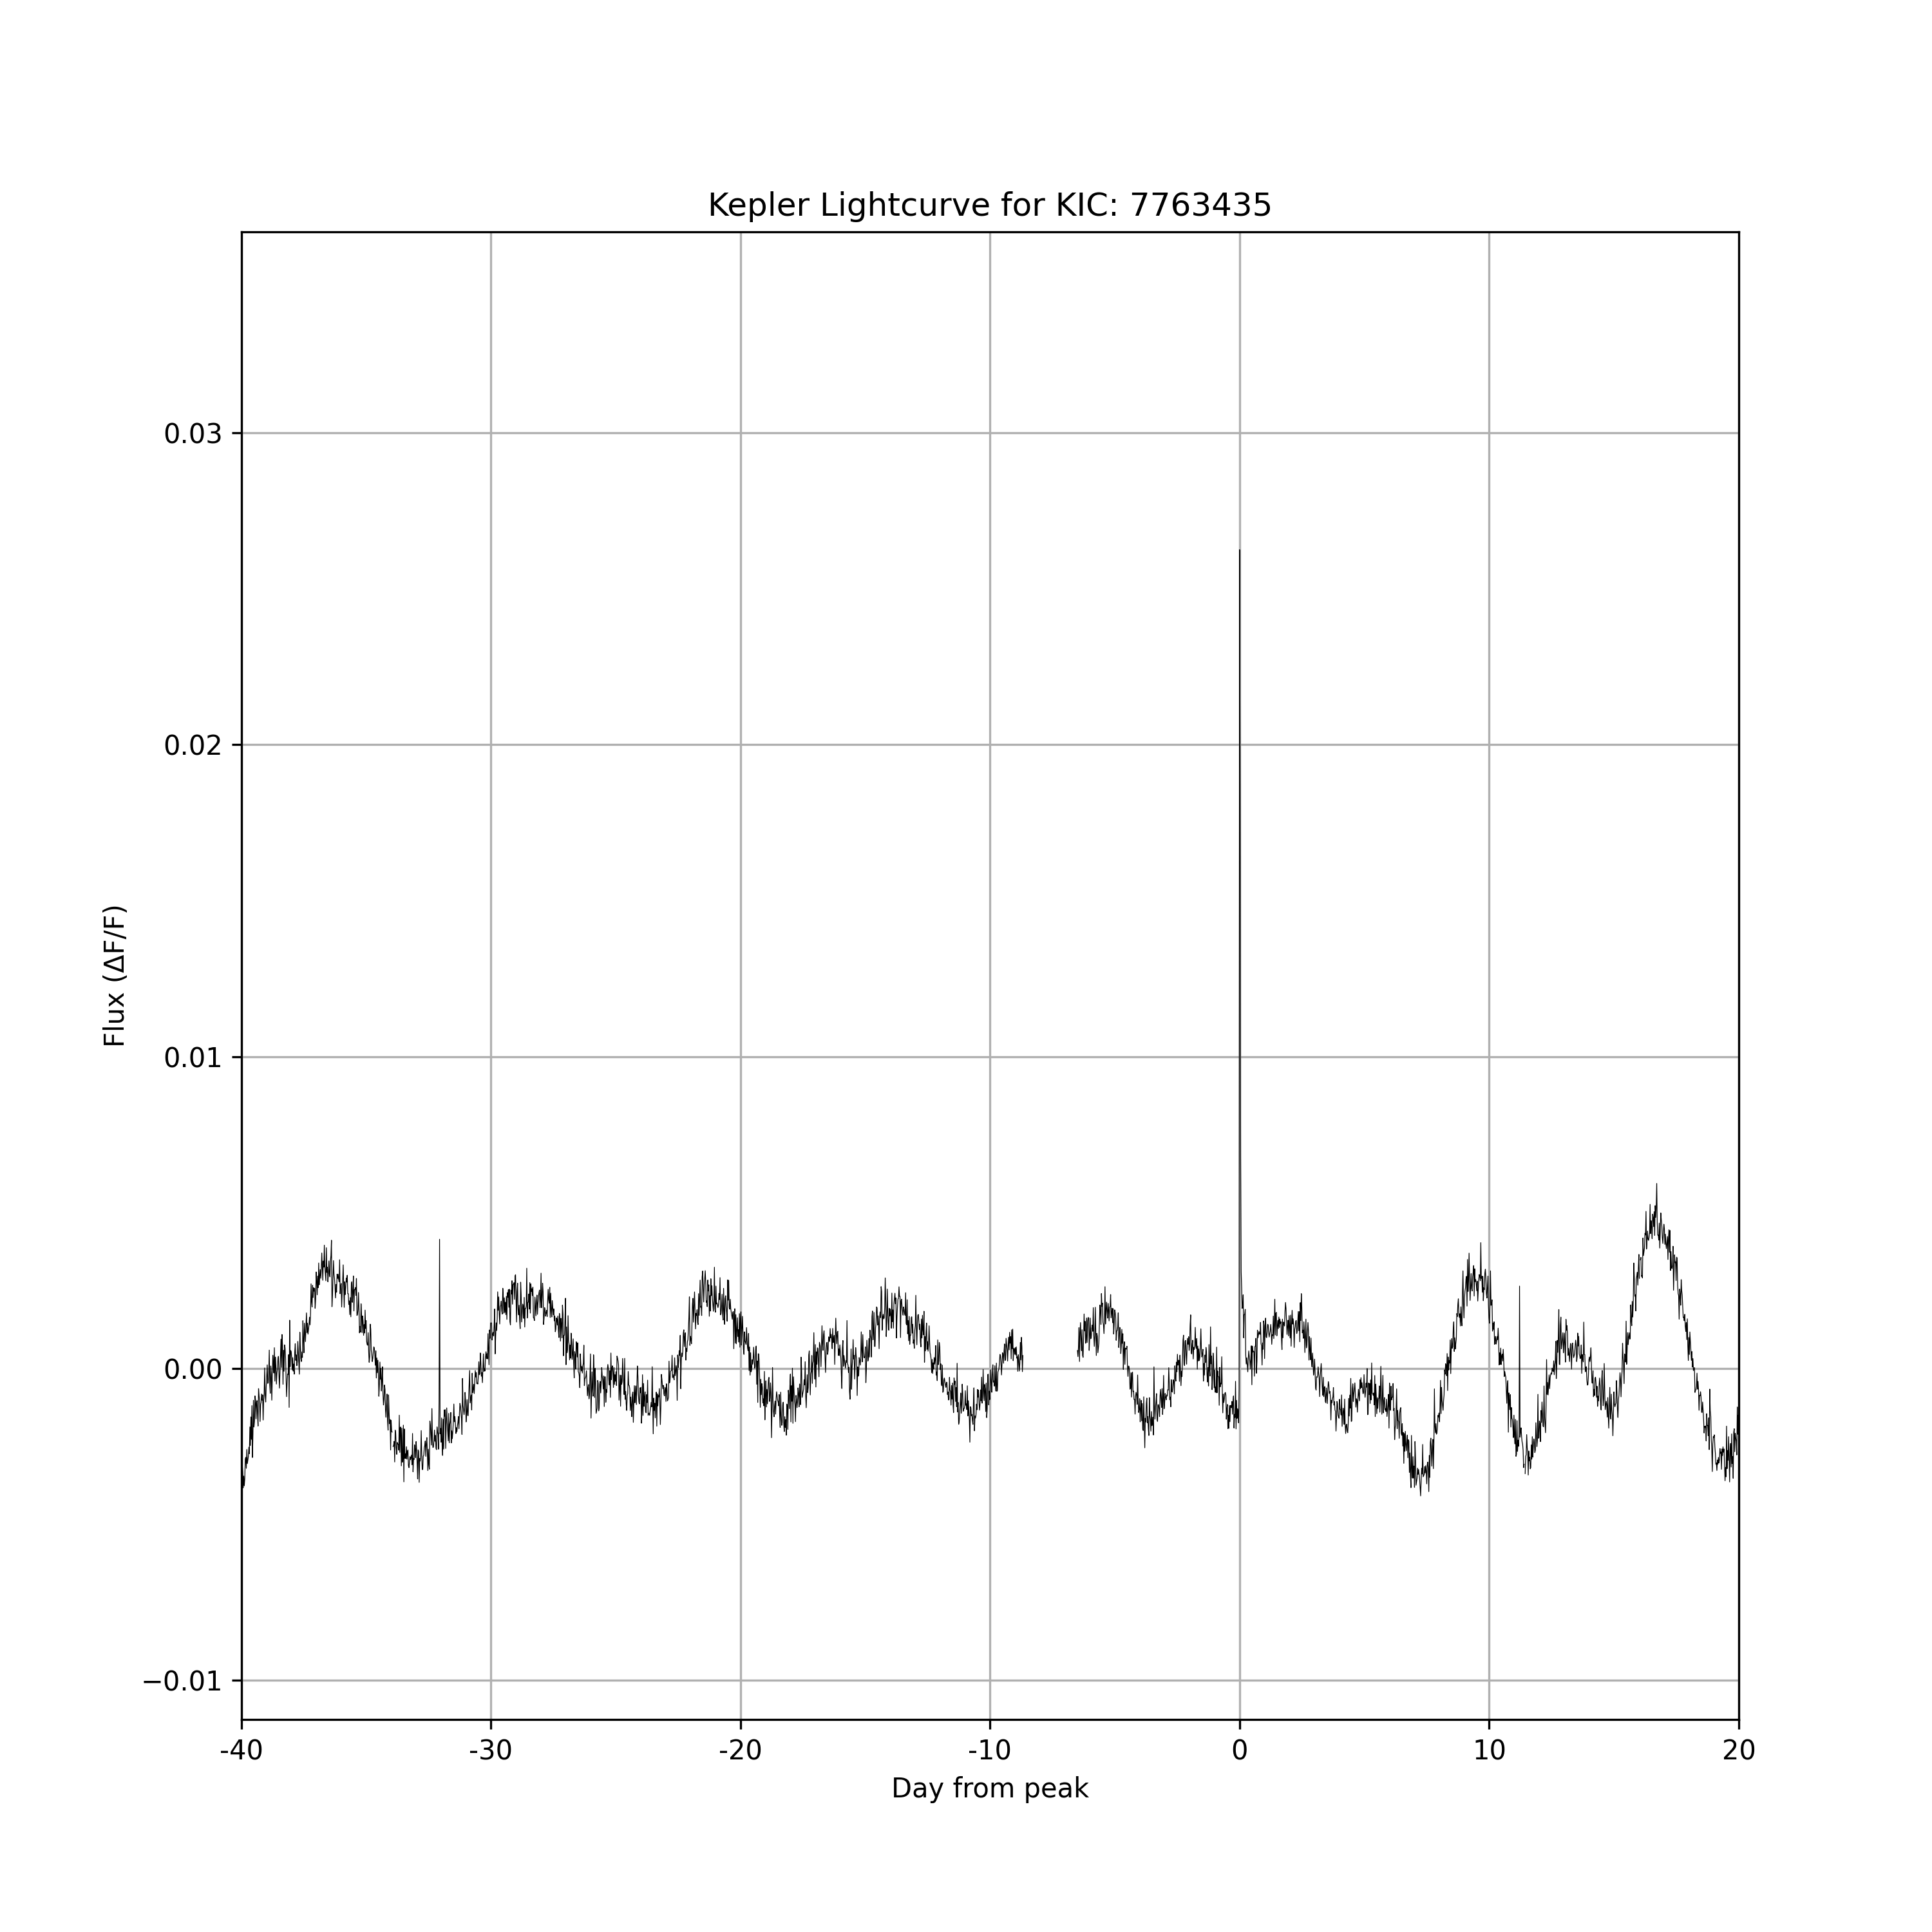 Kepler Lightcurve for KIC: 7763435
Flux (ΔF/F)
0.03
0.02
0.01
0.00
−0.01
-40 -30 -20 -10 0 10 20
Day from peak